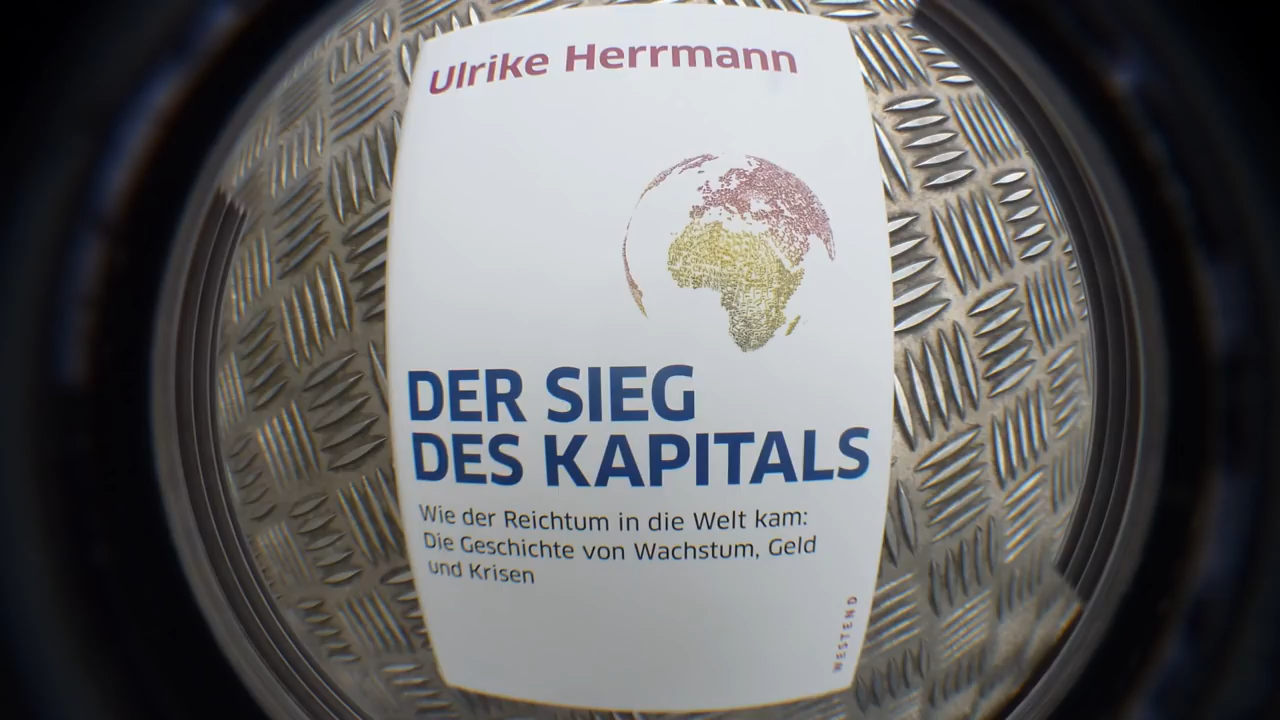 Ulrike Herrmann
DER SIEG
DES KAPITALS
Wie der Reichtum in die Welt kam:
Die Geschichte von Wachstum, Geld
und Krisen
WESTEND